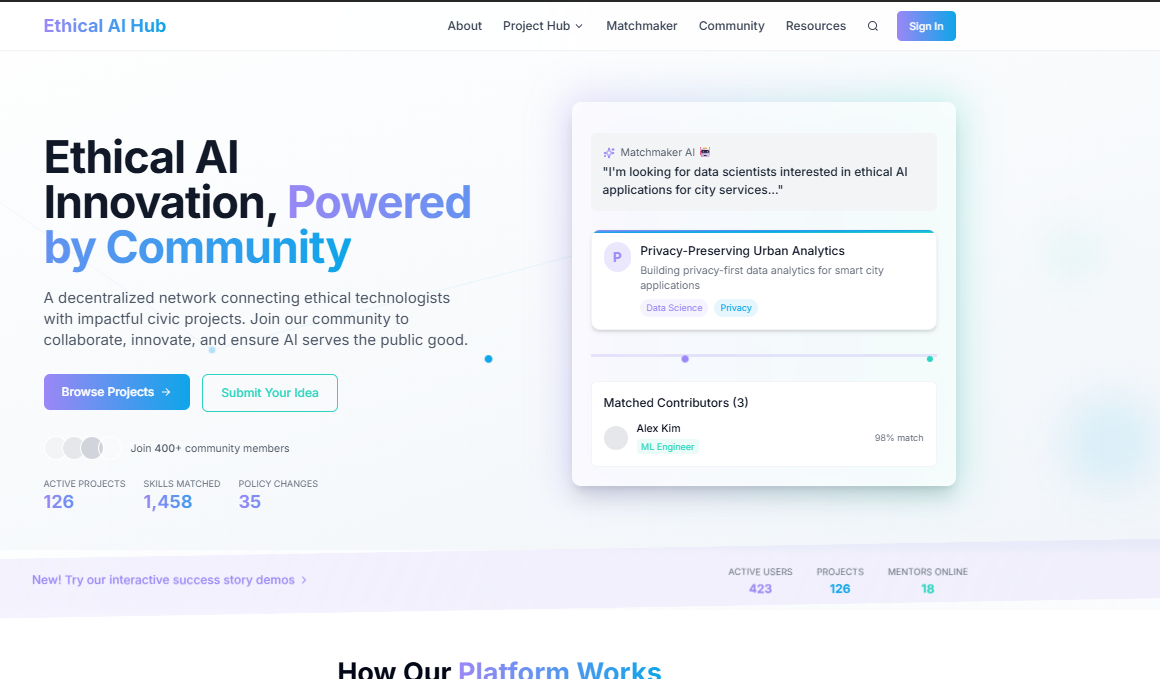 Ethical AI Hub
About Project Hub Matchmaker Community Resources Sign In
Ethical AI
Innovation, Powered
by Community
A decentralized network connecting ethical technologists
with impactful civic projects. Join our community to
collaborate, innovate, and ensure AI serves the public good.
Browse Projects →
Submit Your Idea
Join 400+ community members
ACTIVE PROJECTS SKILLS MATCHED POLICY CHANGES
126 1,458 35
Matchmaker AI
"I'm looking for data scientists interested in ethical AI
applications for city services..."
P
Privacy-Preserving Urban Analytics
Building privacy-first data analytics for smart city
applications
Data Science Privacy
Matched Contributors (3)
Alex Kim
ML Engineer
98% match
New! Try our interactive success story demos
ACTIVE USERS PROJECTS MENTORS ONLINE
423 126 18
How Our Platform Works